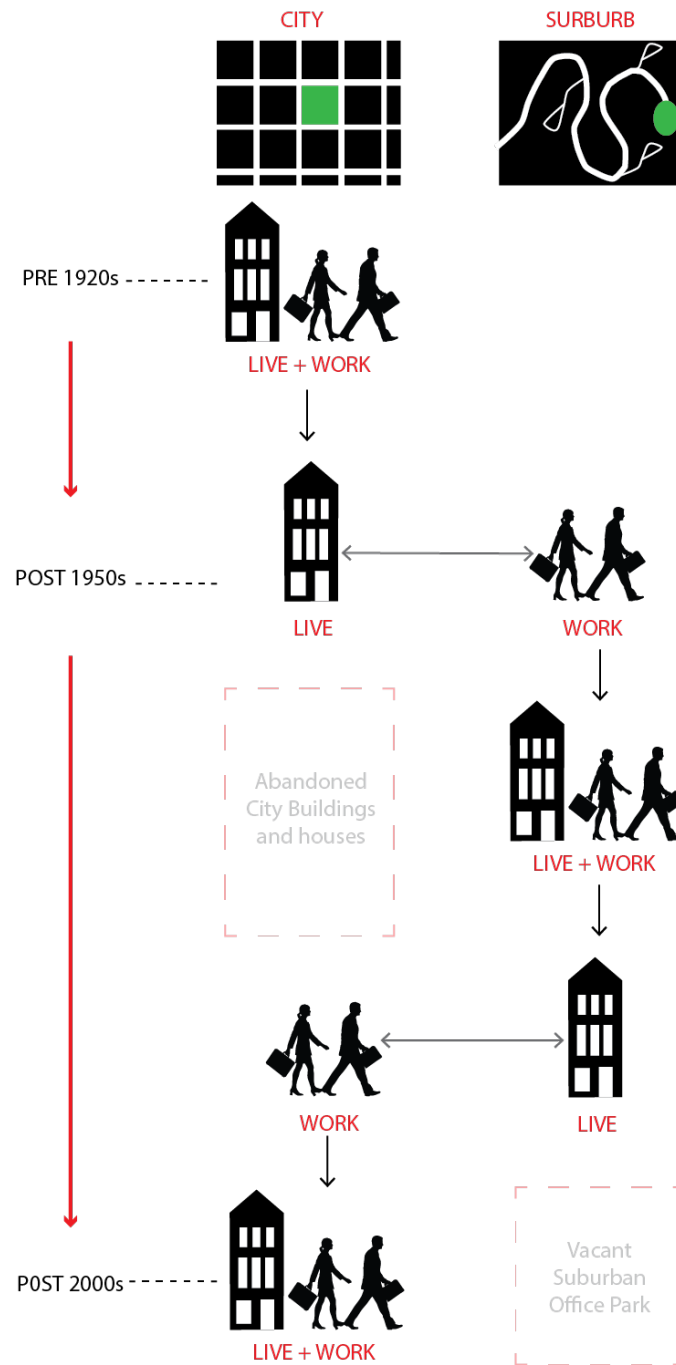 CITY
SURBURB
PRE 1920s
LIVE + WORK
POST 1950s
LIVE
WORK
Abandoned
City Buildings
and houses
LIVE + WORK
WORK
LIVE
P0ST 2000s
LIVE + WORK
Vacant
Suburban
Office Park